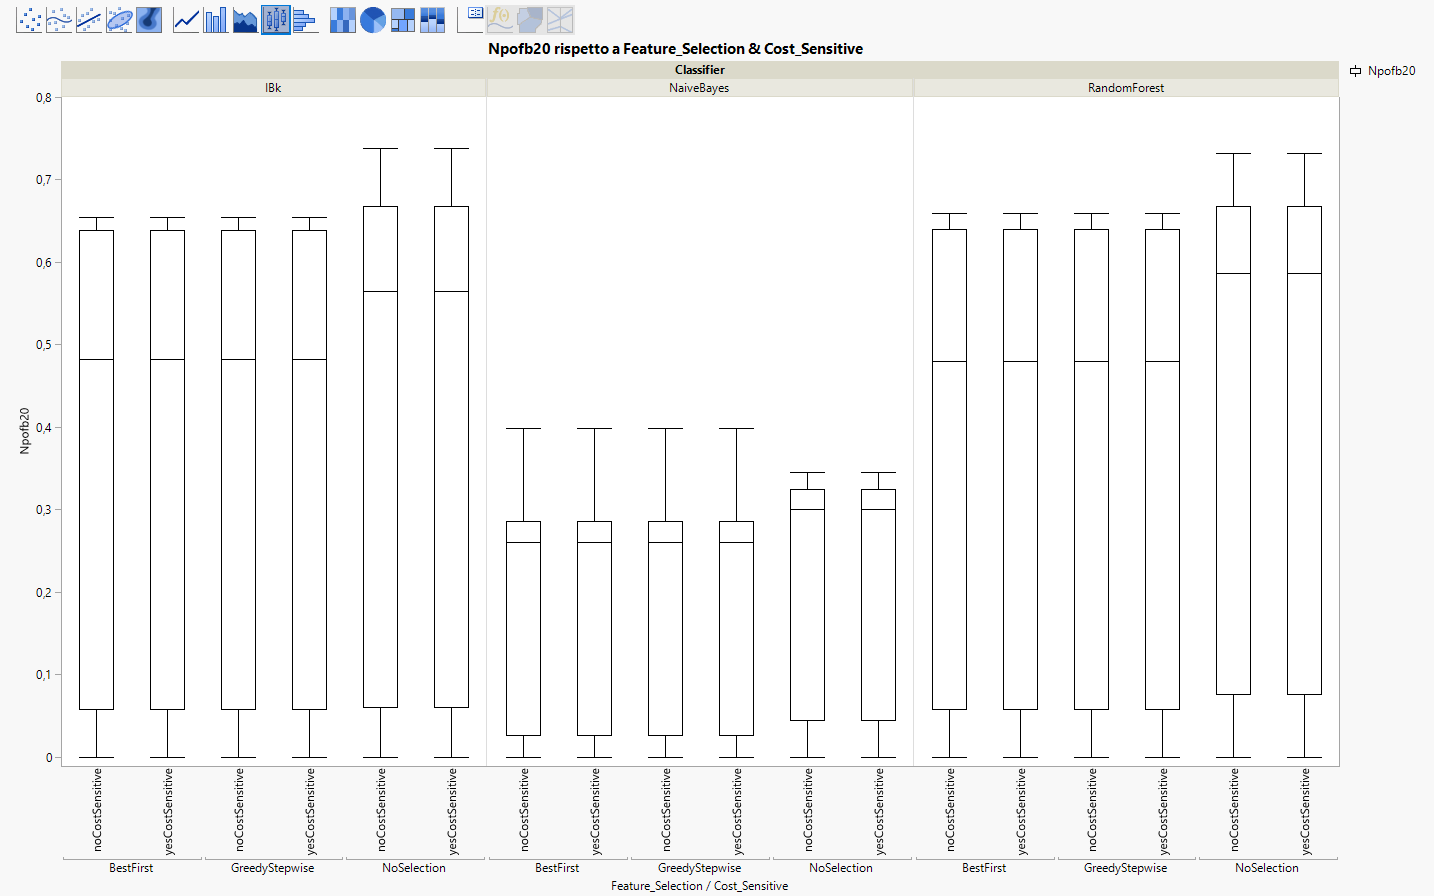 Npofb20 rispetto a Feature_Selection & Cost_Sensitive
Classifier
IBk NaiveBayes RandomForest
Npofb20
0,8
0,7
0,6
0,5
0,4
0,3
0,2
0,1
0
Npofb20
noCostSensitive yesCostSensitive noCostSensitive yesCostSensitive noCostSensitive yesCostSensitive noCostSensitive yesCostSensitive noCostSensitive yesCostSensitive noCostSensitive yesCostSensitive noCostSensitive yesCostSensitive noCostSensitive yesCostSensitive noCostSensitive yesCostSensitive
BestFirst GreedyStepwise NoSelection BestFirst GreedyStepwise NoSelection BestFirst GreedyStepwise NoSelection
Feature_Selection / Cost_Sensitive